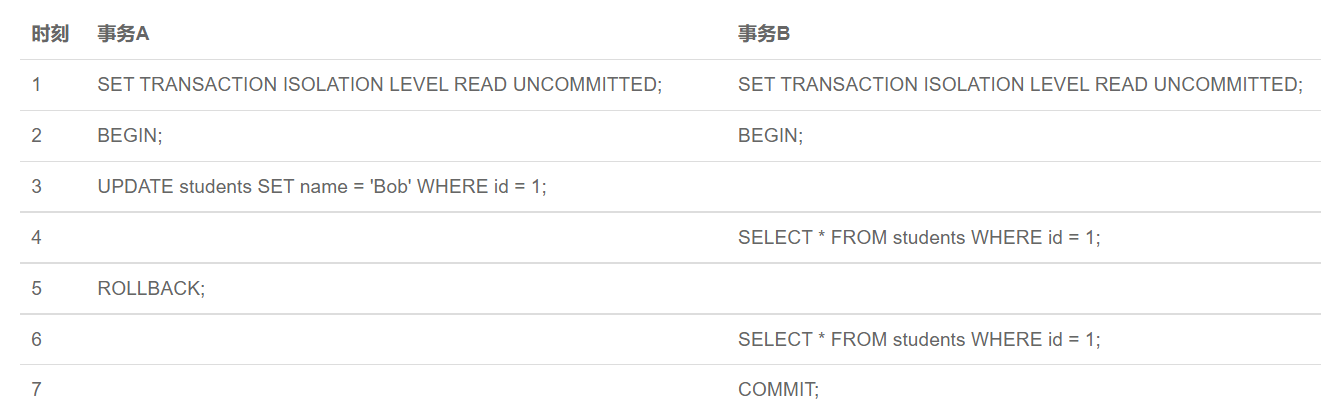 时刻 事务A 事务B
1 SET TRANSACTION ISOLATION LEVEL READ UNCOMMITTED; SET TRANSACTION ISOLATION LEVEL READ UNCOMMITTED;
2 BEGIN; BEGIN;
3 UPDATE students SET name = 'Bob' WHERE id = 1;
4 SELECT * FROM students WHERE id = 1;
5 ROLLBACK;
6 SELECT * FROM students WHERE id = 1;
7 COMMIT;